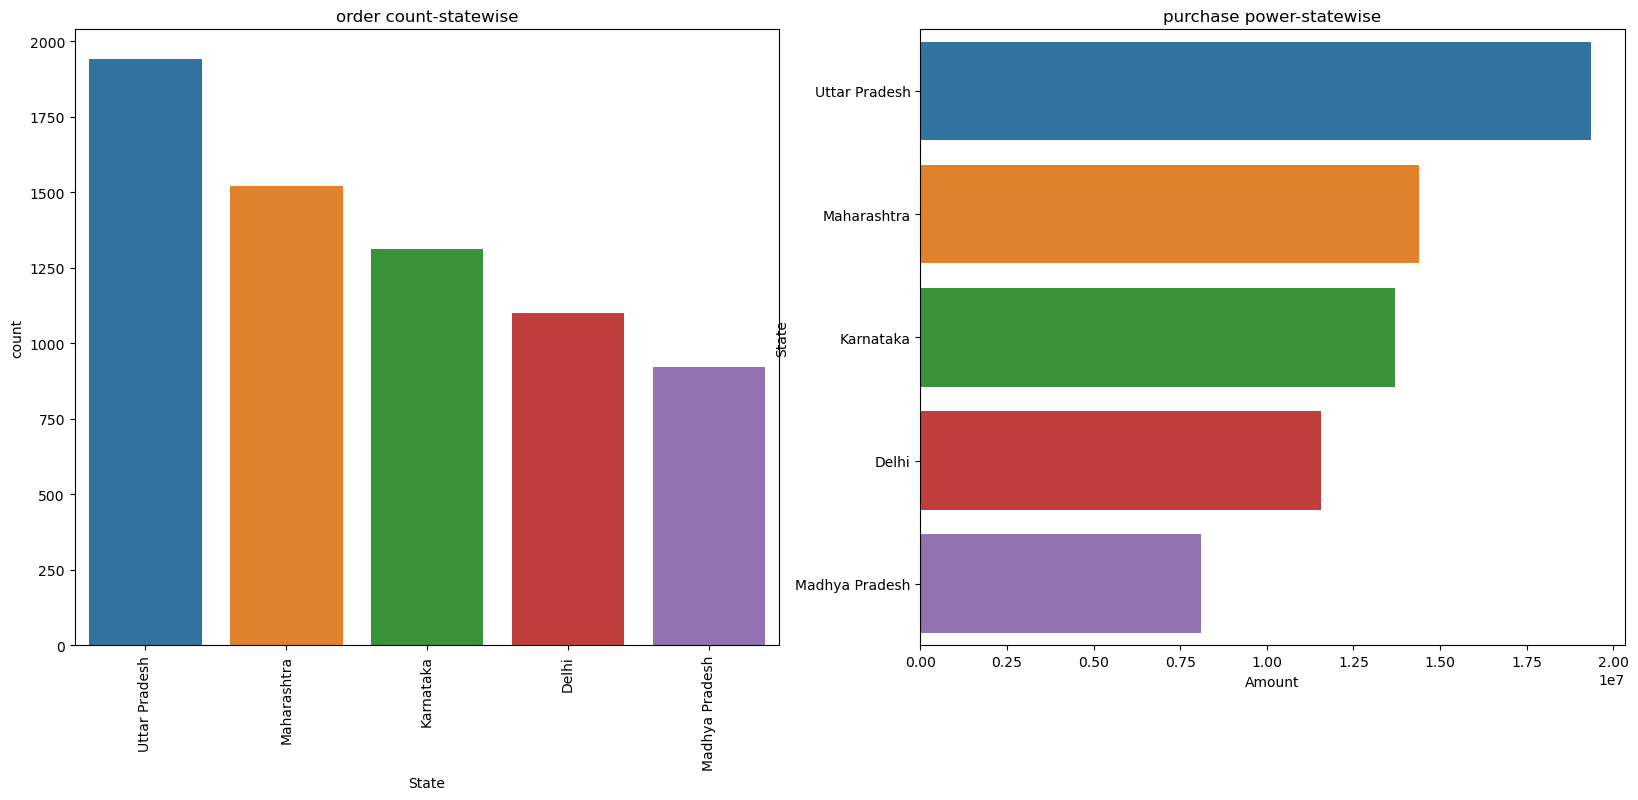 order count-statewise
2000
1750
1500
1250
1000
750
500
250
0
count
Uttar Pradesh
Maharashtra
Karnataka
Delhi
Madhya Pradesh
State
purchase power-statewise
State
Uttar Pradesh
Maharashtra
Karnataka
Delhi
Madhya Pradesh
0.00 0.25 0.50 0.75 1.00 1.25 1.50 1.75 2.00
1e7
Amount